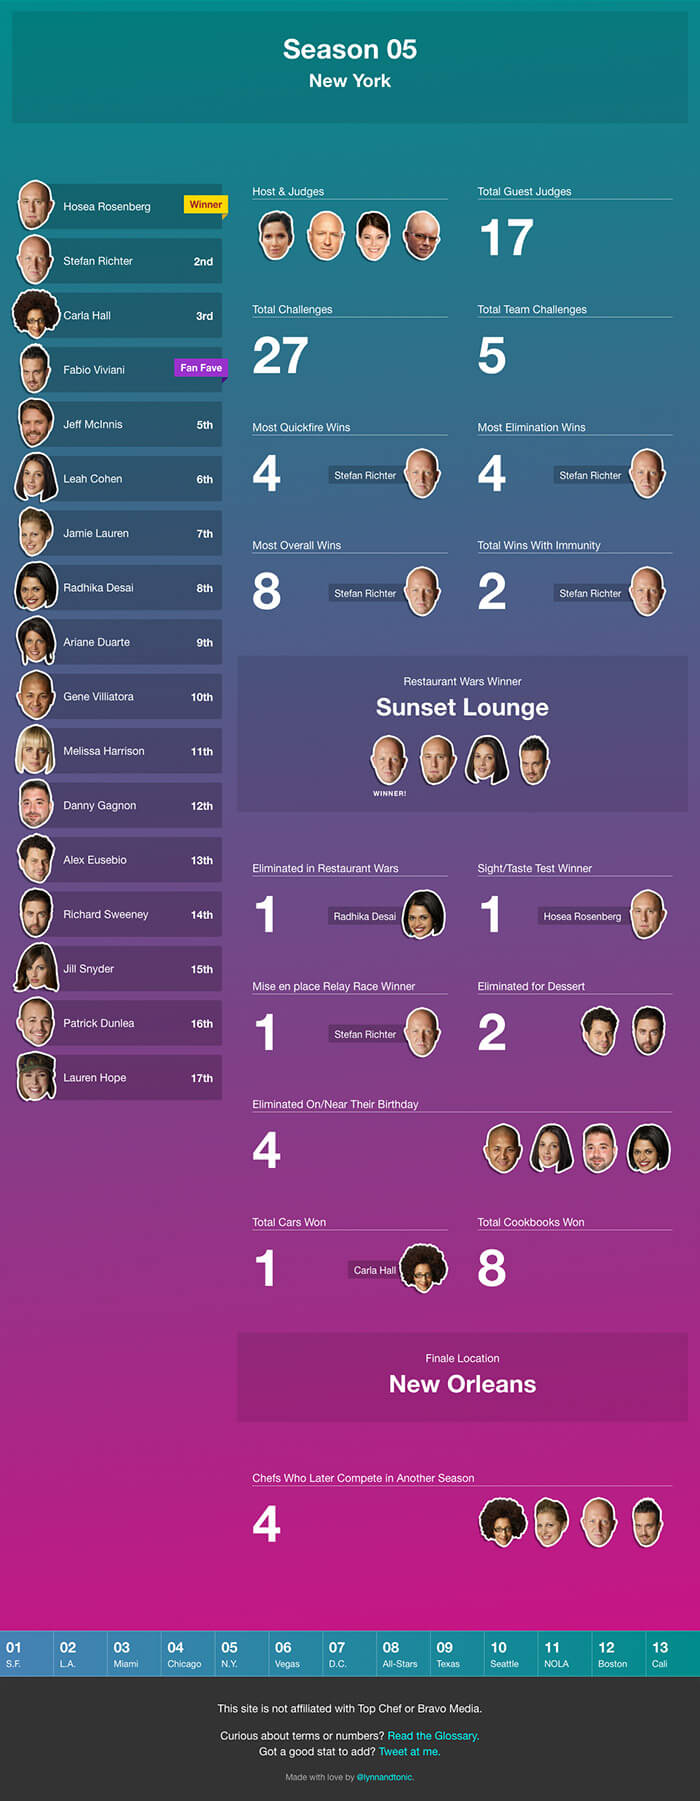 Season 05
New York
Hosea Rosenberg
Winner
Stefan Richter
2nd
Carla Hall
3rd
Fabio Viviani
Fan Fave
Jeff McInnis
5th
Leah Cohen
6th
Jamie Lauren
7th
Radhika Desai
8th
Ariane Duarte
9th
Gene Villiatora
10th
Melissa Harrison
11th
Danny Gagnon
12th
Alex Eusebio
13th
Richard Sweeney
14th
Jill Snyder
15th
Patrick Dunlea
16th
Lauren Hope
17th
Host & Judges
Total Guest Judges
17
Total Challenges
27
Total Team Challenges
5
Most Quickfire Wins
4
Stefan Richter
Most Elimination Wins
4
Stefan Richter
Most Overall Wins
8
Stefan Richter
Total Wins With Immunity
2
Stefan Richter
Restaurant Wars Winner
Sunset Lounge
WINNER!
Eliminated in Restaurant Wars
1
Radhika Desai
Sight/Taste Test Winner
1
Hosea Rosenberg
Mise en place Relay Race Winner
1
Stefan Richter
Eliminated for Dessert
2
Eliminated On/Near Their Birthday
4
Total Cars Won
1
Carla Hall
Total Cookbooks Won
8
Finale Location
New Orleans
Chefs Who Later Compete in Another Season
4
01
S.F.
02
L.A.
03
Miami
04
Chicago
05
N.Y.
06
Vegas
07
D.C.
08
All-Stars
09
Texas
10
Seattle
11
NOLA
12
Boston
13
Cali
This site is not affiliated with Top Chef or Bravo Media.
Curious about terms or numbers? Read the Glossary.
Got a good stat to add? Tweet at me.
Made with love by @lynnandtonic.